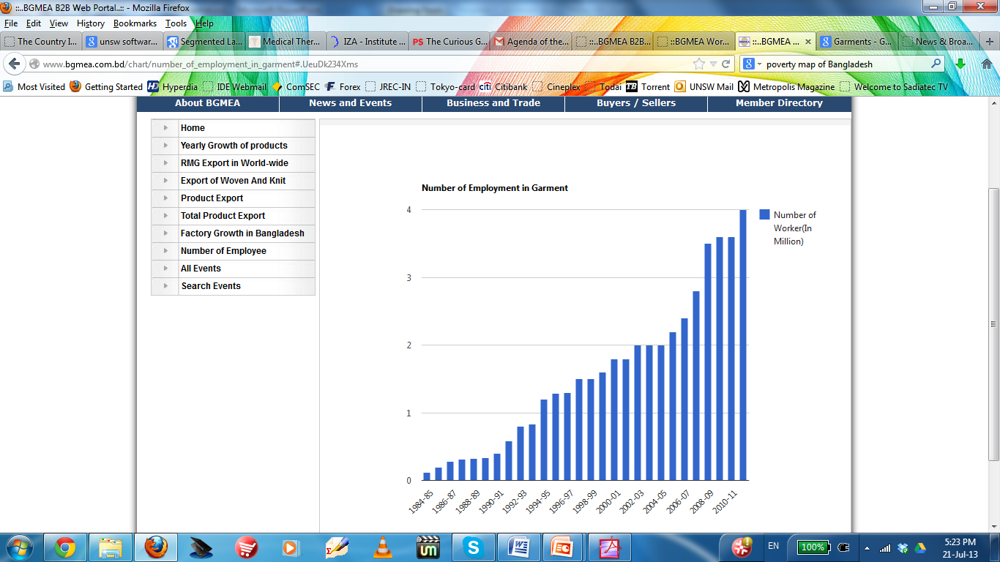 ::..BGMEA B2B Web Portal..:: - Mozilla Firefox
File Edit View History Bookmarks Tools Help
The Country I... unsw softwar... Segmented La... Medical Ther... IZA - Institute ... The Curious G... Agenda of the... ::..BGMEA B2B... ::BGMEA Wor... ::..BGMEA ... Garments - G... News & Broa...
www.bgmea.com.bd/chart/number_of_employment_in_garment#.UeuDk234Xms poverty map of Bangladesh
Most Visited Getting Started Hyperdia IDE Webmail ComSEC Forex JREC-IN Tokyo-card Citibank Cineplex Todai Torrent UNSW Mail Metropolis Magazine Welcome to Sadiatec TV
About BGMEA News and Events Business and Trade Buyers / Sellers Member Directory
Home
Yearly Growth of products
RMG Export in World-wide
Export of Woven And Knit
Product Export
Total Product Export
Factory Growth in Bangladesh
Number of Employee
All Events
Search Events
Number of Employment in Garment
4
3
2
1
0
Number of
Worker(In
Million)
1984-85 1986-87 1988-89 1990-91 1992-93 1994-95 1996-97 1998-99 2000-01 2002-03 2004-05 2006-07 2008-09 2010-11
EN 100% 5:23 PM
21-Jul-13